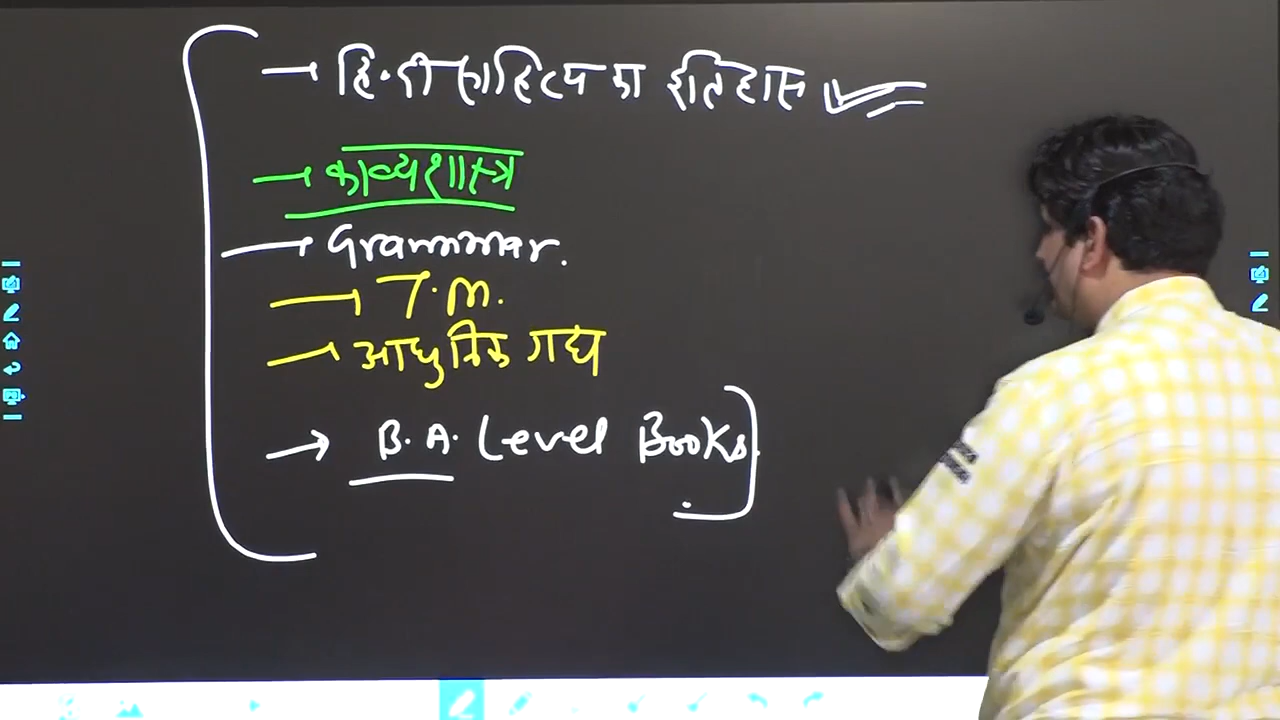 → हिन्दी साहित्य का इतिहास
→ काव्यशास्त्र
→ Grammar.
→ T.M.
→ आधुनिक गद्य
→ B.A. Level Books.